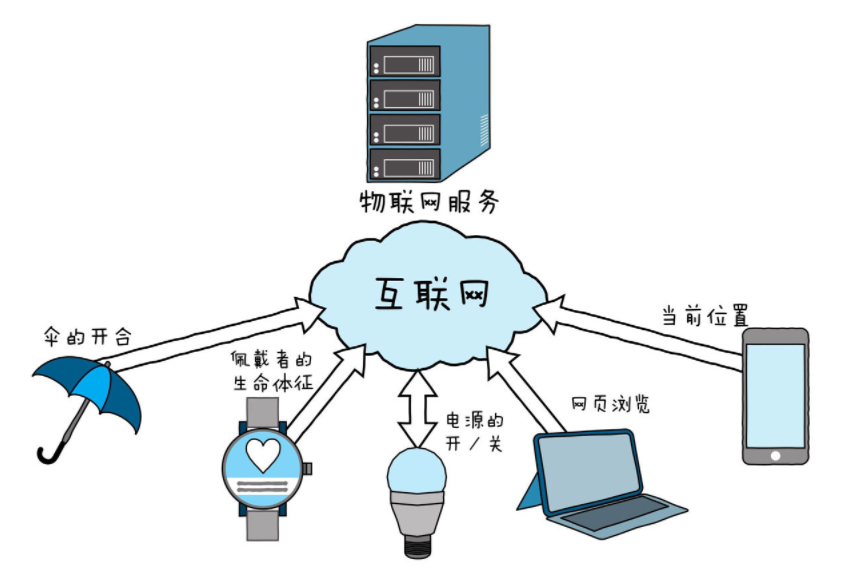 物联网服务
互联网
伞的开合
佩戴者的
生命体征
电源的
开/关
网页浏览
当前位置